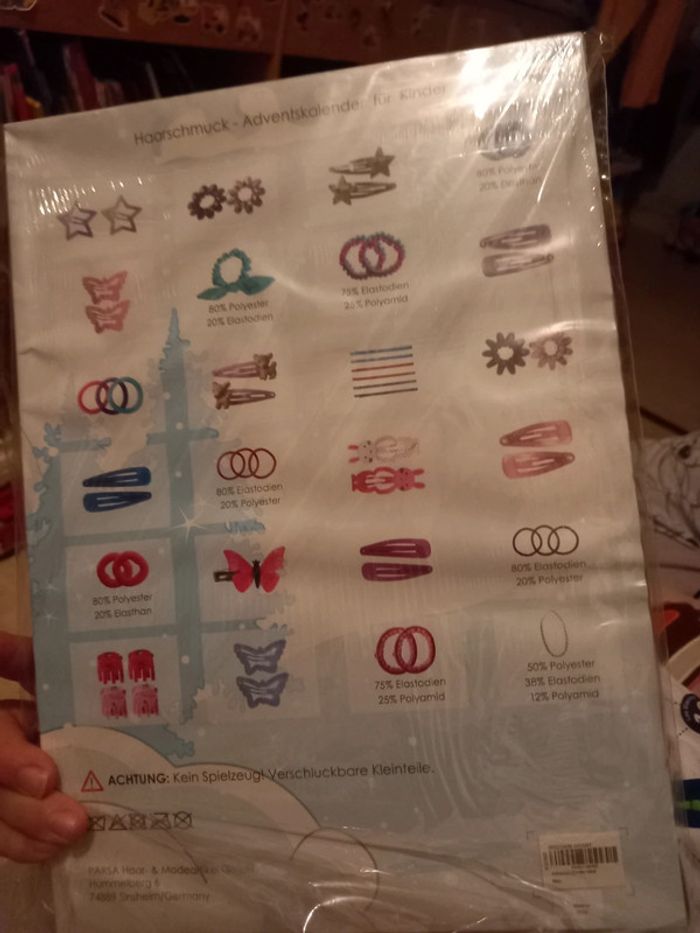 Haarschmuck - Adventskalender für Kinder
80% Polyester
20% Elasthan
80% Polyester
20% Elastodien
75% Elastodien
25% Polyamid
80% Elastodien
20% Polyester
80% Polyester
20% Elasthan
80% Elastodien
20% Polyester
75% Elastodien
25% Polyamid
50% Polyester
38% Elastodien
12% Polyamid
ACHTUNG: Kein Spielzeug! Verschluckbare Kleinteile.
PARSA Haar- & Modeartikel
Hummelberg 6
74889 Sinsheim/Germany